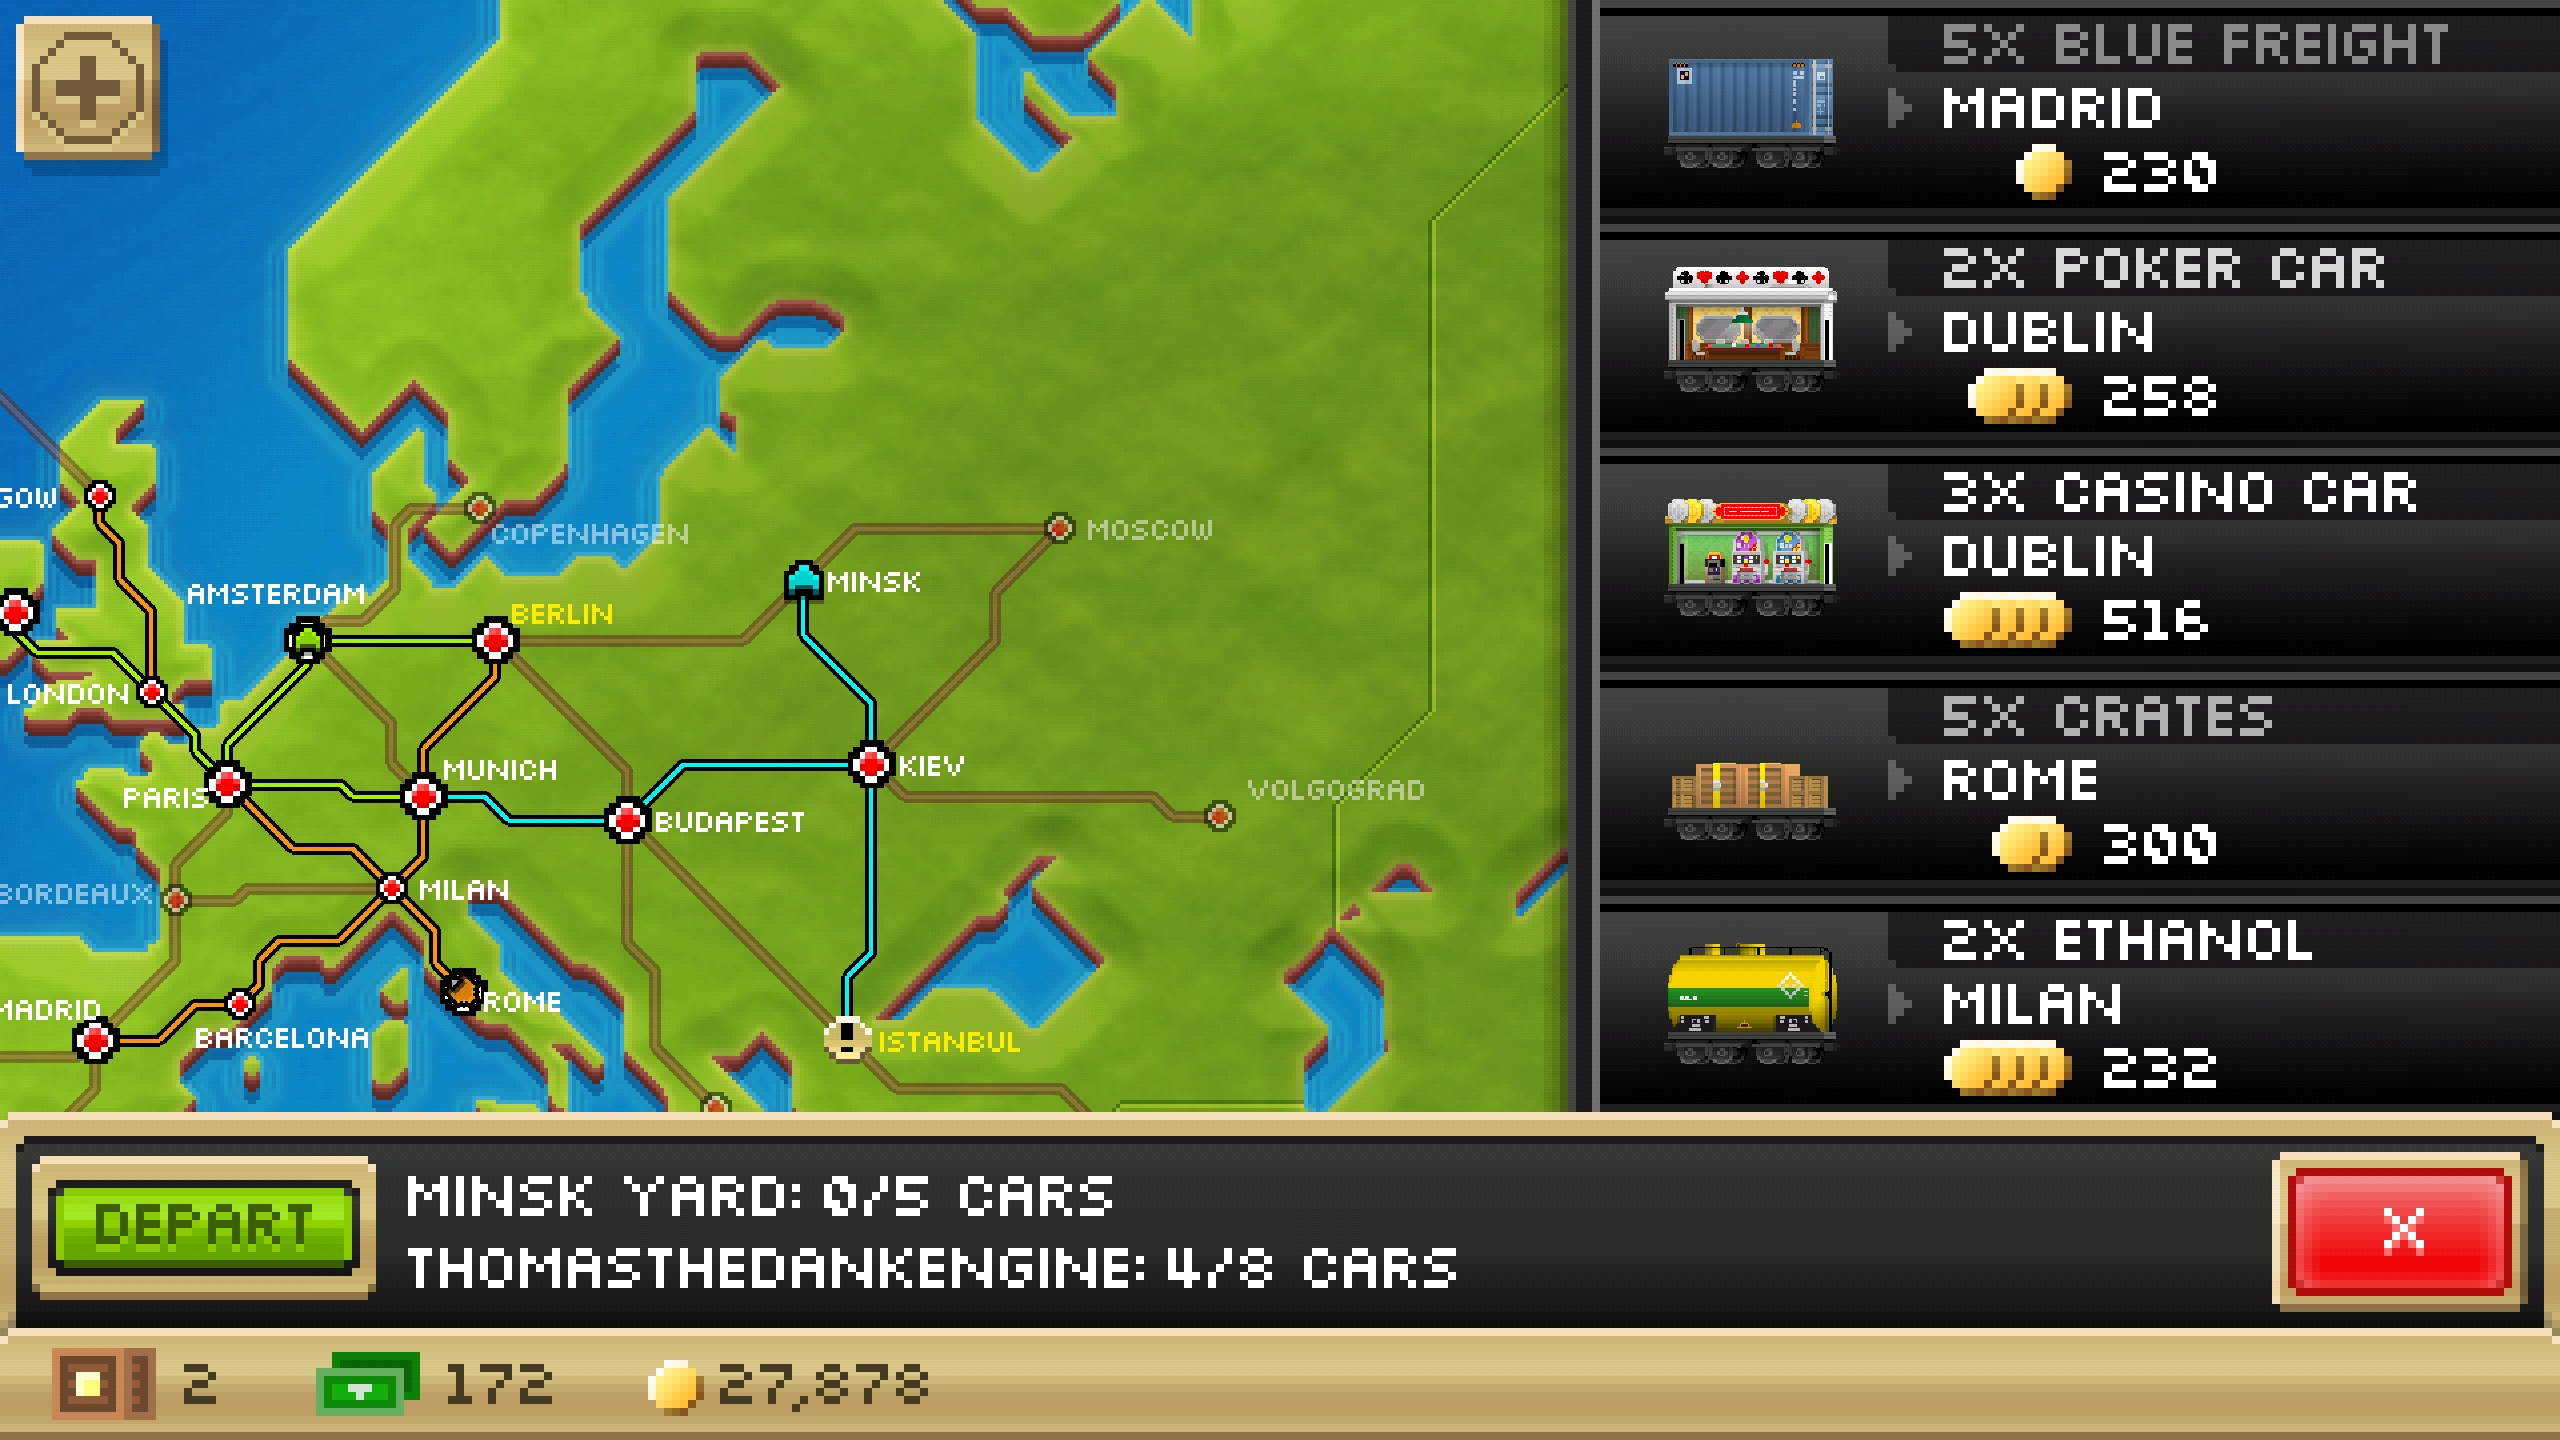 5X BLUE FREIGHT
MADRID
230
2X POKER CAR
DUBLIN
258
3X CASINO CAR
DUBLIN
516
5X CRATES
ROME
300
2X ETHANOL
MILAN
232
GOW
COPENHAGEN
MOSCOW
AMSTERDAM
MINSK
BERLIN
LONDON
MUNICH
KIEV
VOLGOGRAD
PARIS
BUDAPEST
BORDEAUX
MILAN
MADRID
ROME
BARCELONA
ISTANBUL
DEPART
MINSK YARD: 0/5 CARS
THOMASTHEDANKENGINE: 4/8 CARS
X
2
172
27,878